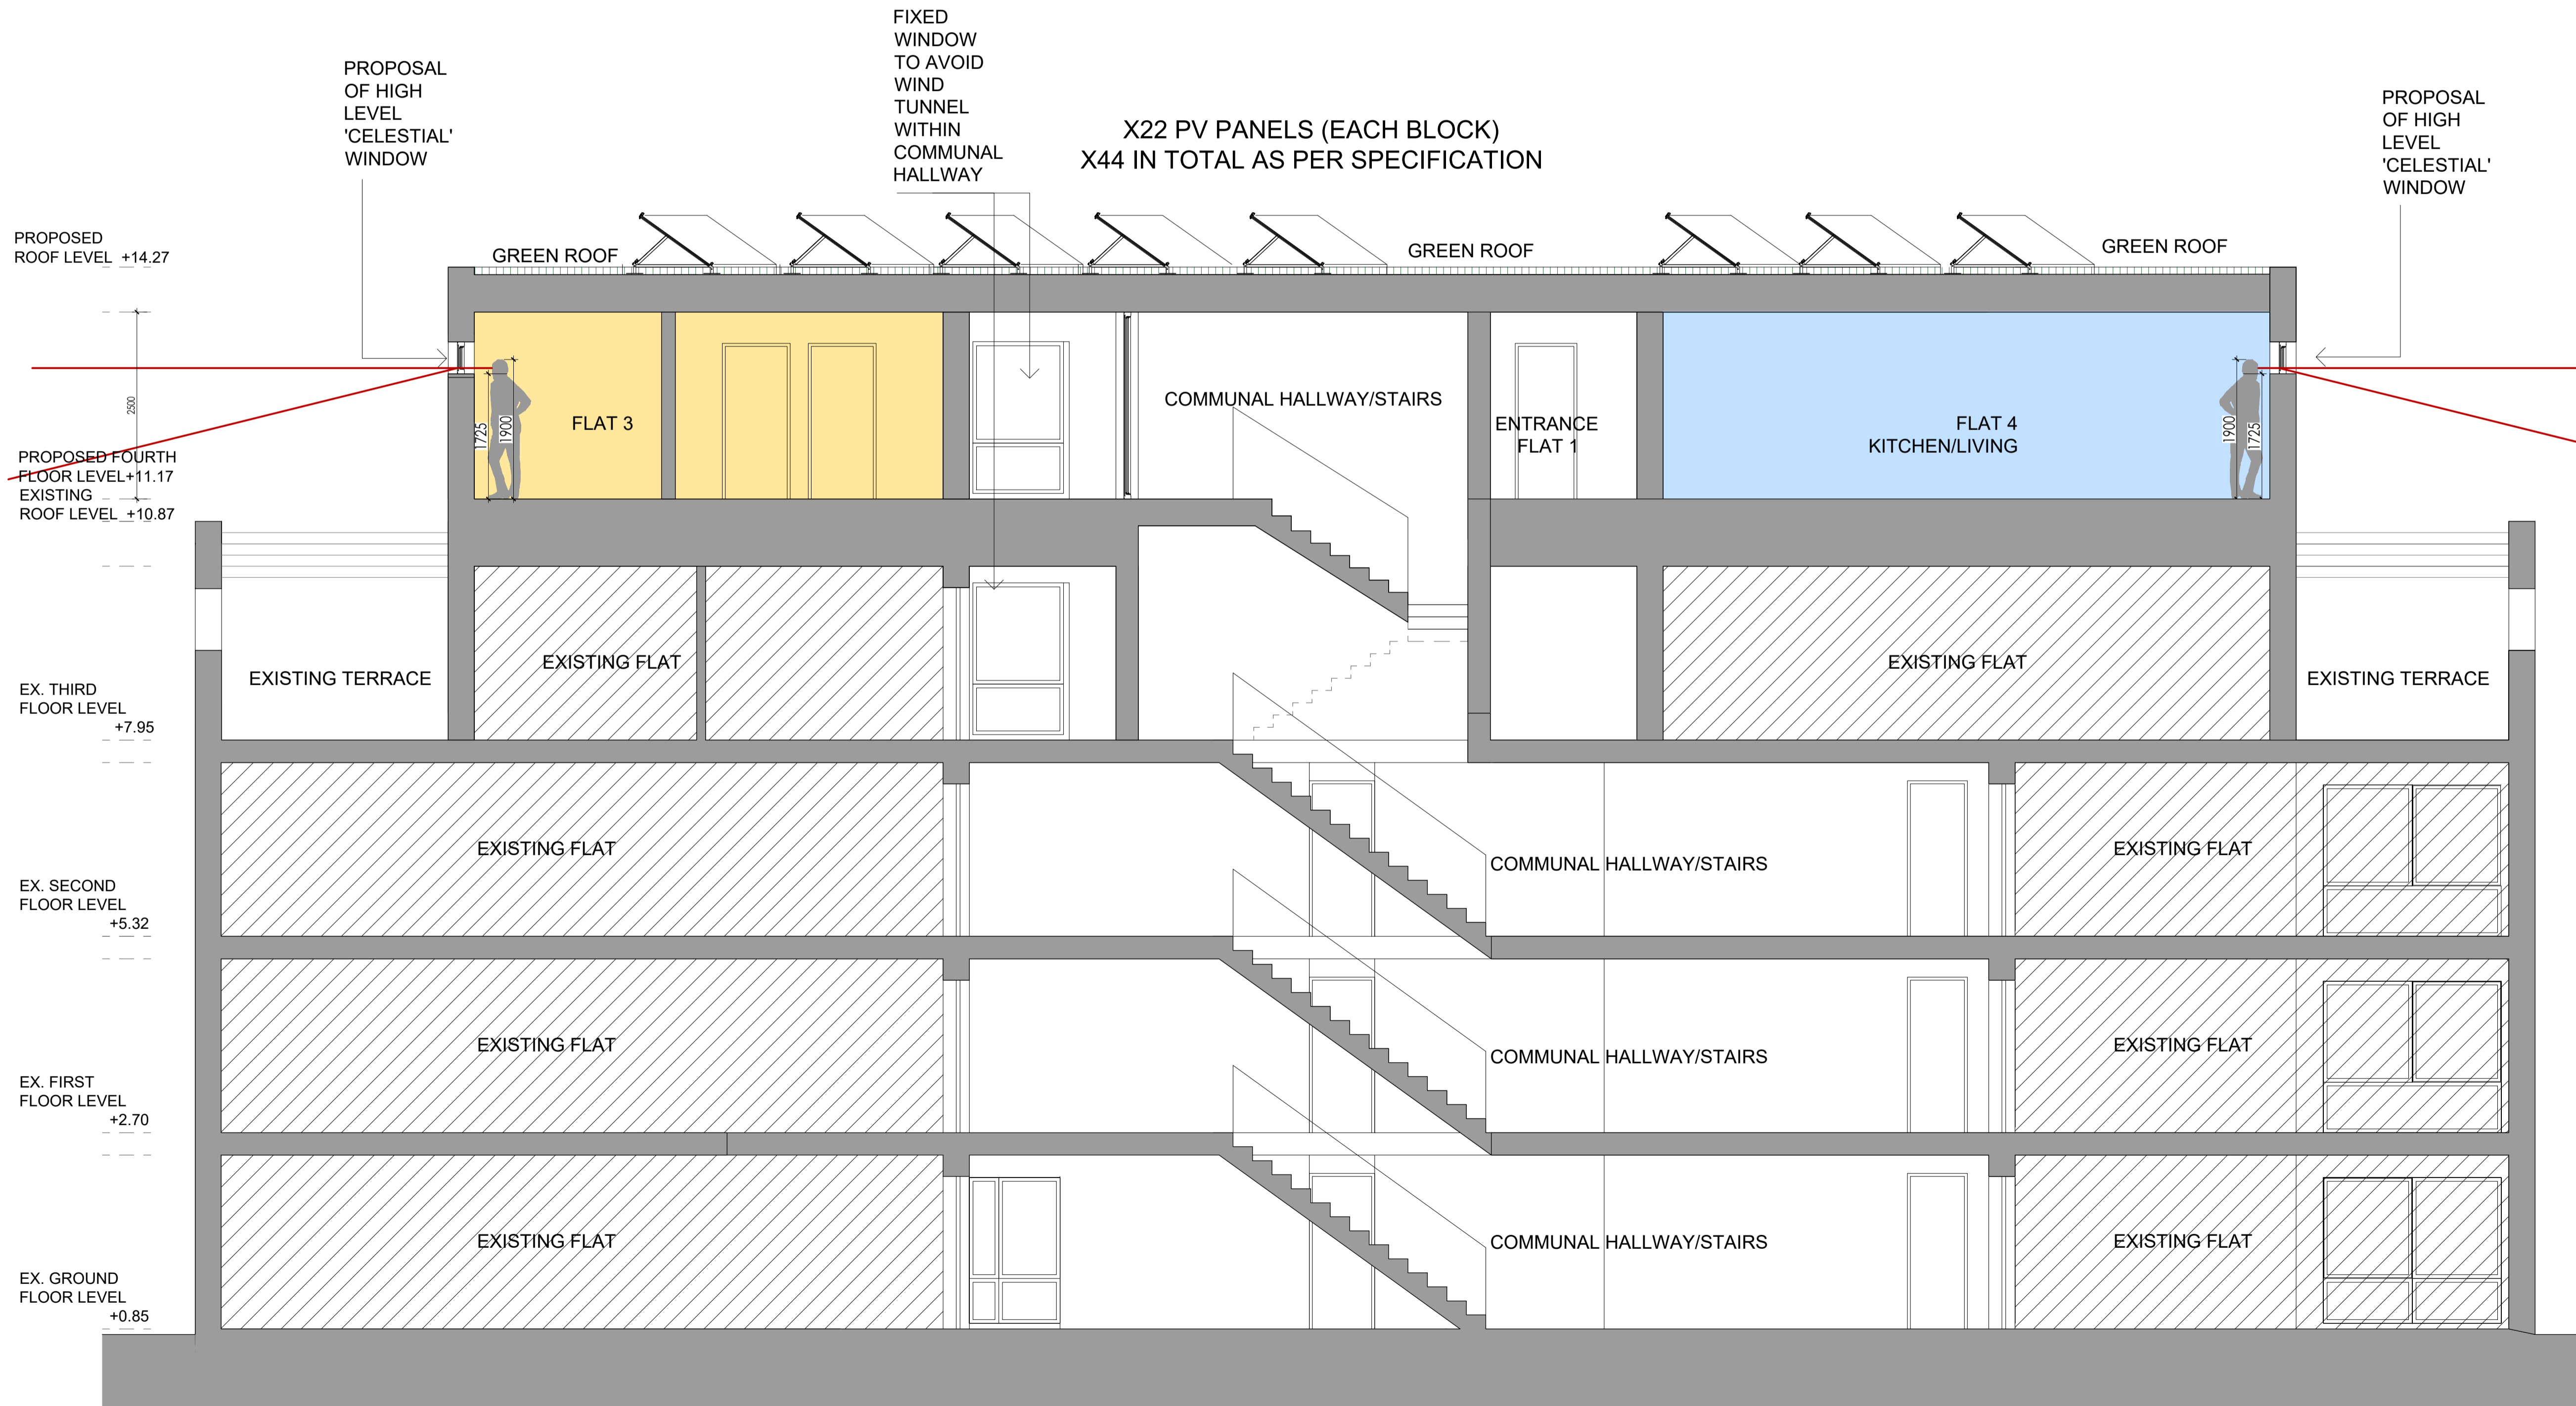 FIXED
WINDOW
TO AVOID
WIND
TUNNEL
WITHIN
COMMUNAL
HALLWAY
PROPOSAL
OF HIGH
LEVEL
'CELESTIAL'
WINDOW
X22 PV PANELS (EACH BLOCK)
X44 IN TOTAL AS PER SPECIFICATION
PROPOSAL
OF HIGH
LEVEL
'CELESTIAL'
WINDOW
PROPOSED
ROOF LEVEL +14.27
GREEN ROOF
GREEN ROOF
GREEN ROOF
2500
1725
1900
FLAT 3
COMMUNAL HALLWAY/STAIRS
ENTRANCE
FLAT 1
FLAT 4
KITCHEN/LIVING
1900
1725
PROPOSED FOURTH
FLOOR LEVEL+11.17
EXISTING
ROOF LEVEL +10.87
EXISTING TERRACE
EXISTING FLAT
EXISTING FLAT
EXISTING TERRACE
EX. THIRD
FLOOR LEVEL
+7.95
EXISTING FLAT
COMMUNAL HALLWAY/STAIRS
EXISTING FLAT
EX. SECOND
FLOOR LEVEL
+5.32
EXISTING FLAT
COMMUNAL HALLWAY/STAIRS
EXISTING FLAT
EX. FIRST
FLOOR LEVEL
+2.70
EXISTING FLAT
COMMUNAL HALLWAY/STAIRS
EXISTING FLAT
EX. GROUND
FLOOR LEVEL
+0.85